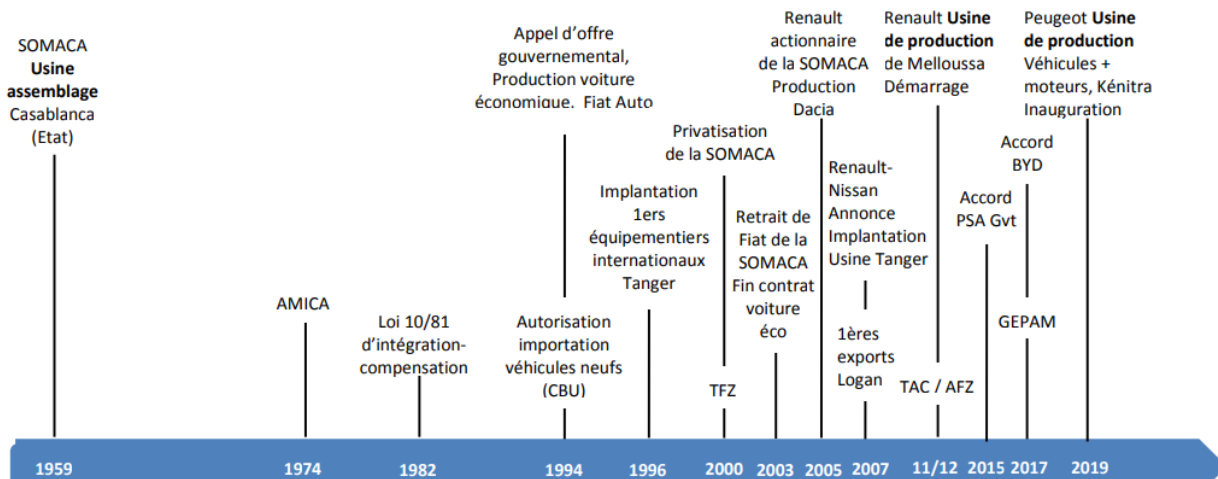 SOMACA
Usine
assemblage
Casablanca
(Etat)
AMICA
Loi 10/81
d'intégration-
compensation
Appel d'offre
gouvernemental,
Production voiture
économique. Fiat Auto
Autorisation
importation
véhicules neufs
(CBU)
Implantation
1ers
équipementiers
internationaux
Tanger
Privatisation
de la SOMACA
TFZ
Retrait de
Fiat de la
SOMACA
Fin contrat
voiture
éco
Renault
actionnaire
de la SOMACA
Production
Dacia
Renault-
Nissan
Annonce
Implantation
Usine Tanger
1ères
exports
Logan
Renault Usine
de production
de Melloussa
Démarrage
TAC / AFZ
Accord
PSA Gvt
Accord
BYD
GEPAM
Peugeot Usine
de production
Véhicules +
moteurs, Kénitra
Inauguration
1959 1974 1982 1994 1996 2000 2003 2005 2007 11/12 2015 2017 2019